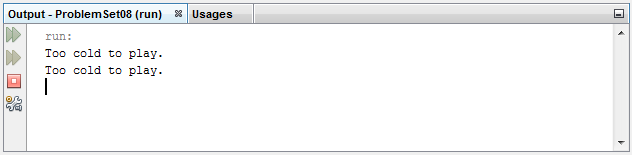 Output - ProblemSet08 (run) Usages
run:
Too cold to play.
Too cold to play.